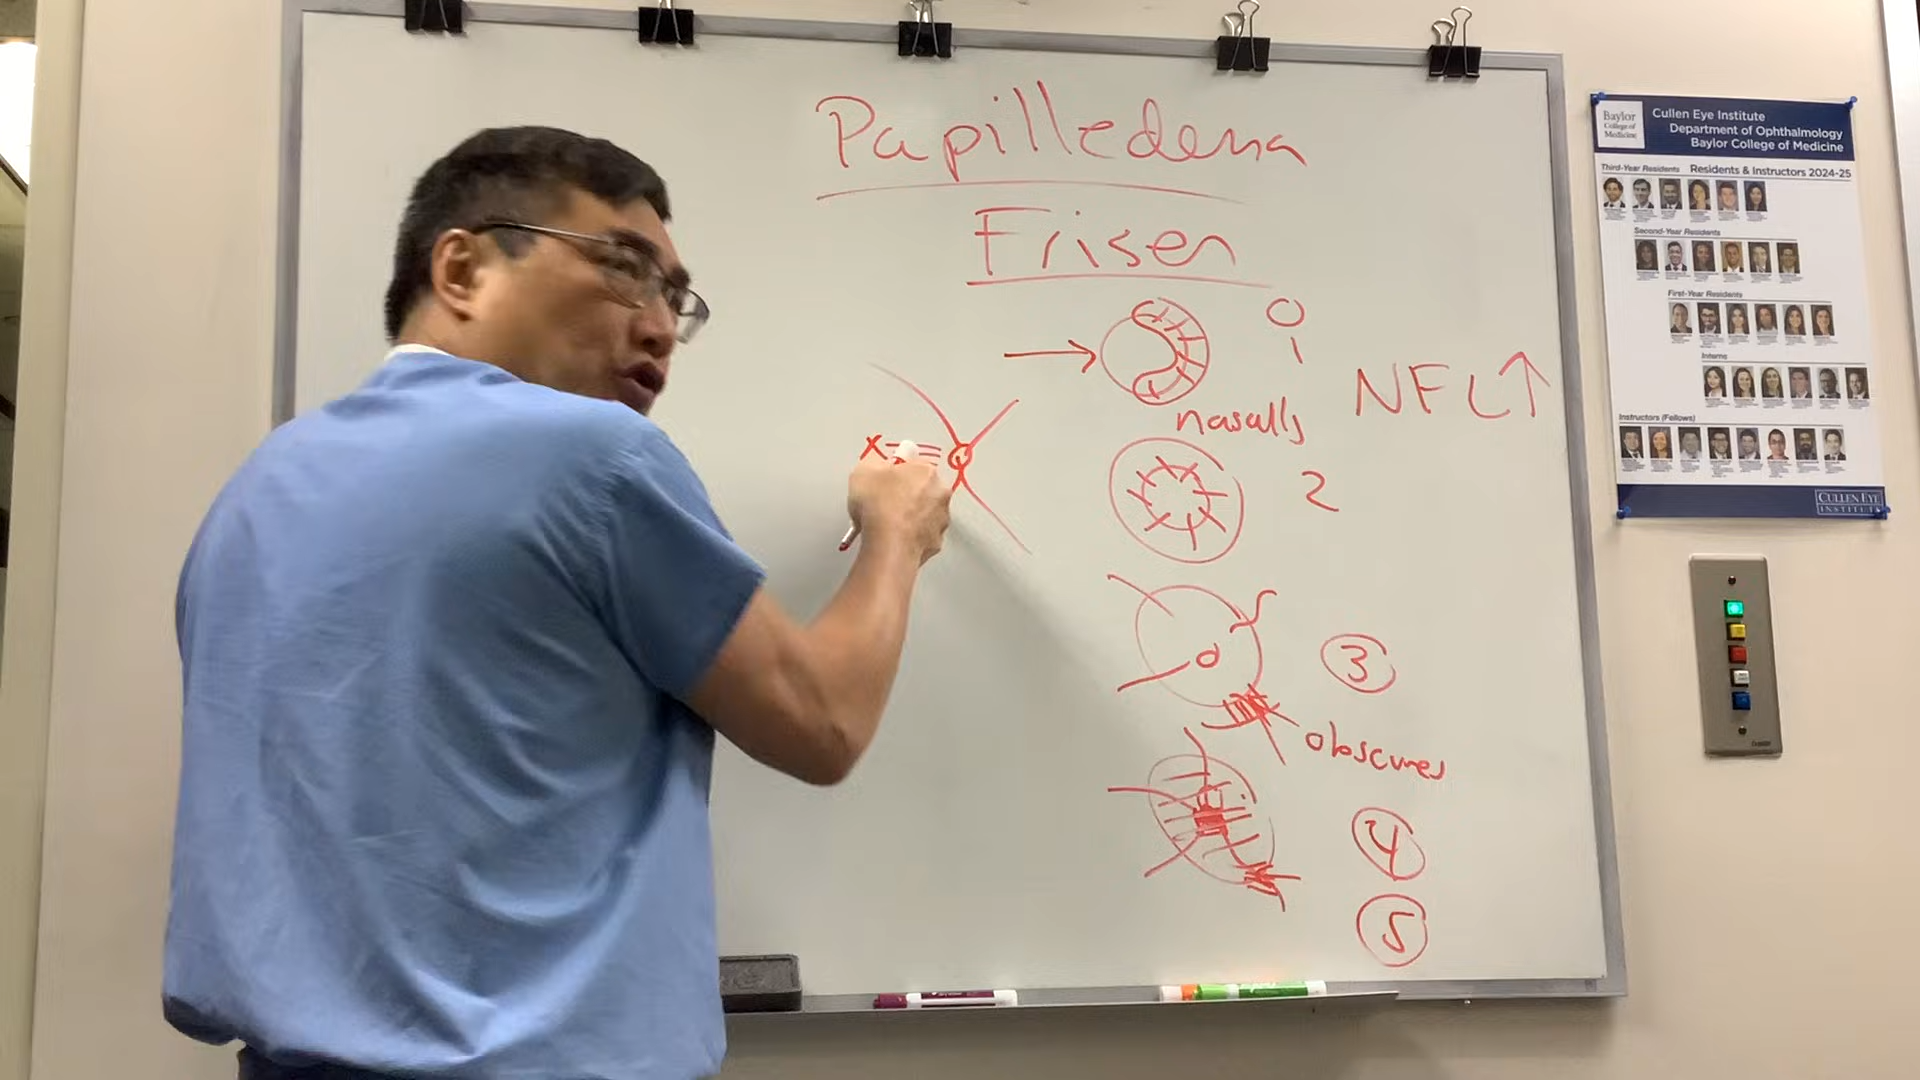 Papilledema
Frisen
0
1
NFL↑
nasally
2
3
obscures
4
5
X
Baylor
College of
Medicine
Cullen Eye Institute
Department of Ophthalmology
Baylor College of Medicine
Third-Year Residents
Residents & Instructors 2024-25
Second-Year Residents
First-Year Residents
Interns
Instructors (Fellows)
CULLEN EYE
INSTITUTE